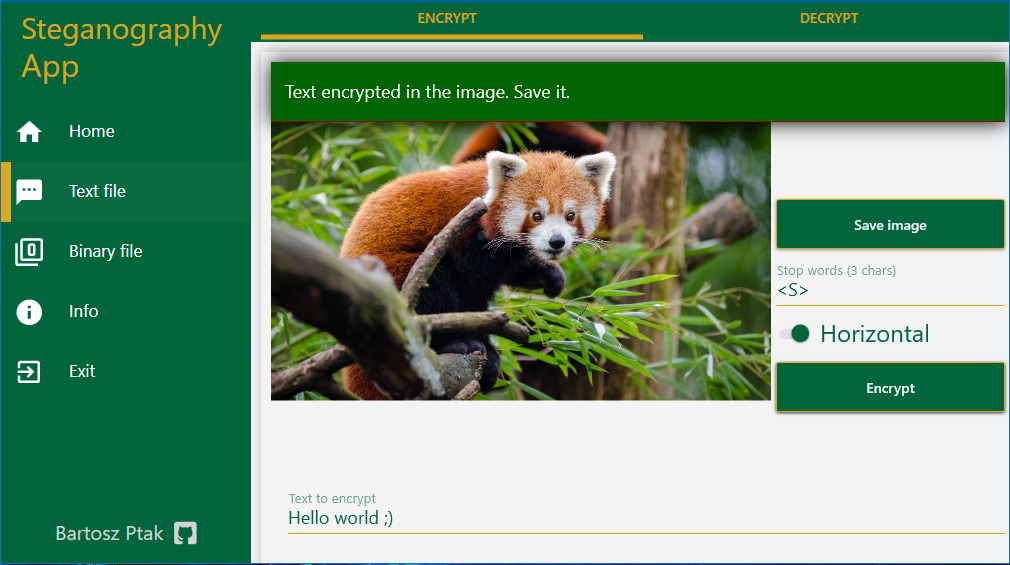 Steganography
App
Home
Text file
Binary file
Info
Exit
Bartosz Ptak
ENCRYPT
DECRYPT
Text encrypted in the image. Save it.
Save image
Stop words (3 chars)
<S>
Horizontal
Encrypt
Text to encrypt
Hello world ;)